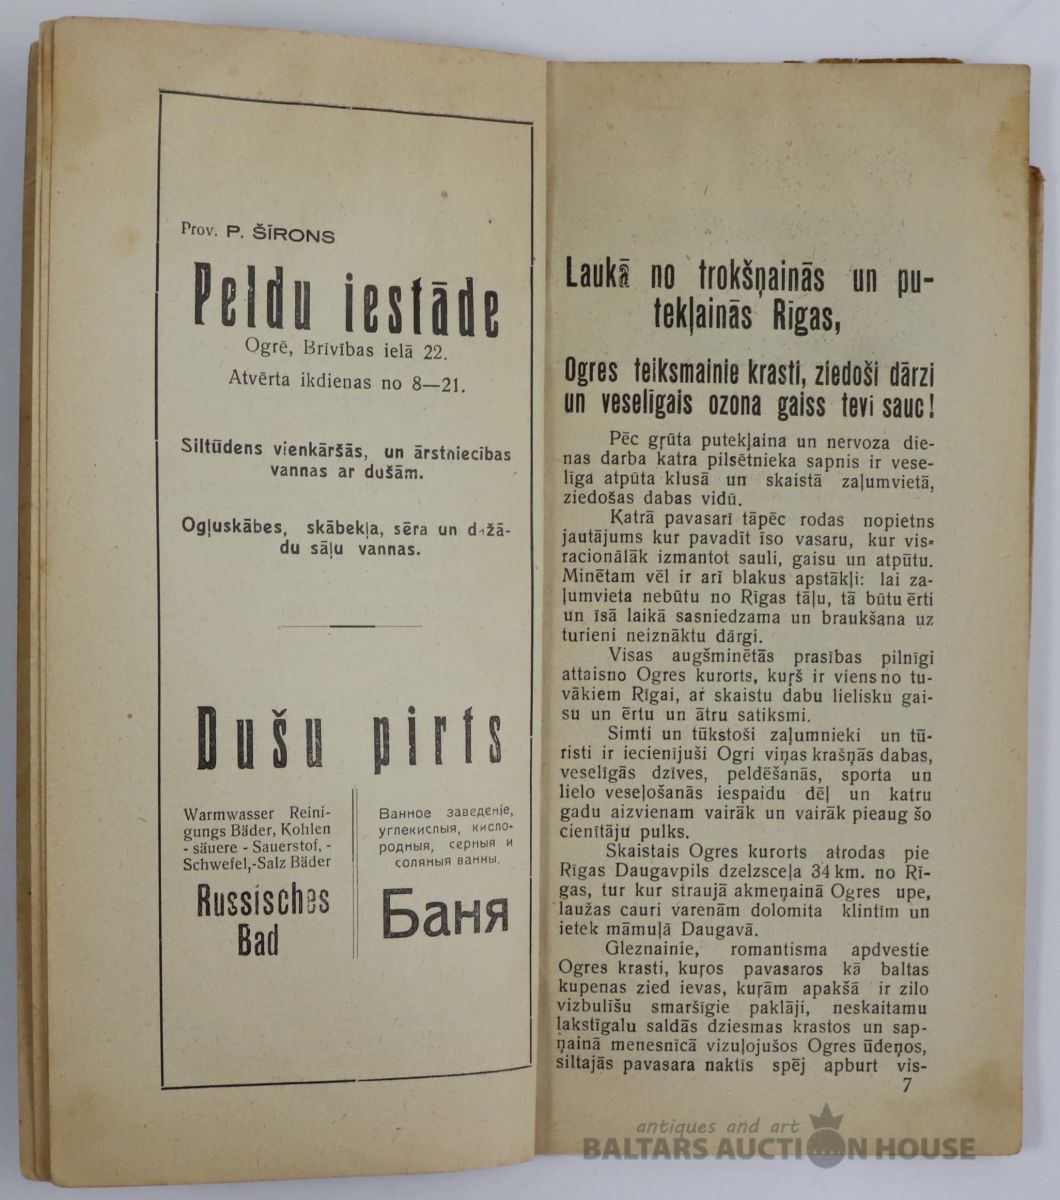 Prov. P. ŠĪRONS
Peldu iestāde
Ogrē, Brīvības ielā 22.
Atvērta ikdienas no 8—21.
Siltūdens vienkāršās, un ārstniecības
vannas ar dušām.
Ogļuskābes, skābekļa, sēra un dažā-
du sāļu vannas.
Dušu pirts
Warmwasser Reini-
gungs Bäder, Kohlen
- säuere - Sauerstof, -
Schwefel,-Salz Bäder
Russisches
Bad
Ванное заведеніе,
углекислыя, кисло-
родныя, серныя и
соляныя ванны.
Баня
Laukā no trokšņainās un pu-
tekļainās Rīgas,
Ogres teiksmainie krasti, ziedoši dārzi
un veselīgais ozona gaiss tevi sauc!
Pēc grūta putekļaina un nervoza die-
nas darba katra pilsētnieka sapnis ir vese-
līga atpūta klusā un skaistā zaļumvietā,
ziedošas dabas vidū.
Katrā pavasarī tāpēc rodas nopietns
jautājums kur pavadīt īso vasaru, kur vis-
racionālāk izmantot sauli, gaisu un atpūtu.
Minētam vēl ir arī blakus apstākļi: lai za-
ļumvieta nebūtu no Rīgas tāļu, tā būtu ērti
un īsā laikā sasniedzama un braukšana uz
turieni neiznāktu dārgi.
Visas augšminētās prasības pilnīgi
attaisno Ogres kurorts, kuŗš ir viens no tu-
vākiem Rīgai, ar skaistu dabu lielisku gai-
su un ērtu un ātru satiksmi.
Simti un tūkstoši zaļumnieki un tū-
risti ir iecienījuši Ogri viņas krašņās dabas,
veselīgās dzīves, peldēšanās, sporta un
lielo veseļošanās iespaidu dēļ un katru
gadu aizvienam vairāk un vairāk pieaug šo
cienītāju pulks.
Skaistais Ogres kurorts atrodas pie
Rīgas Daugavpils dzelzsceļa 34 km. no Rī-
gas, tur kur straujā akmeņainā Ogres upe,
laužas cauri varenām dolomita klintīm un
ietek māmuļā Daugavā.
Gleznainie, romantisma apdvestie
Ogres krasti, kuŗos pavasaros kā baltas
kupenas zied ievas, kuŗām apakšā ir zilo
vizbulīšu smaršīgie paklāji, neskaitamu
lakstīgalu saldās dziesmas krastos un sap-
ņainā menesnīcā vizuļojušos Ogres ūdeņos,
siltajās pavasara naktīs spēj apburt vis-
7
antiques and art
BALTARS AUCTION HOUSE